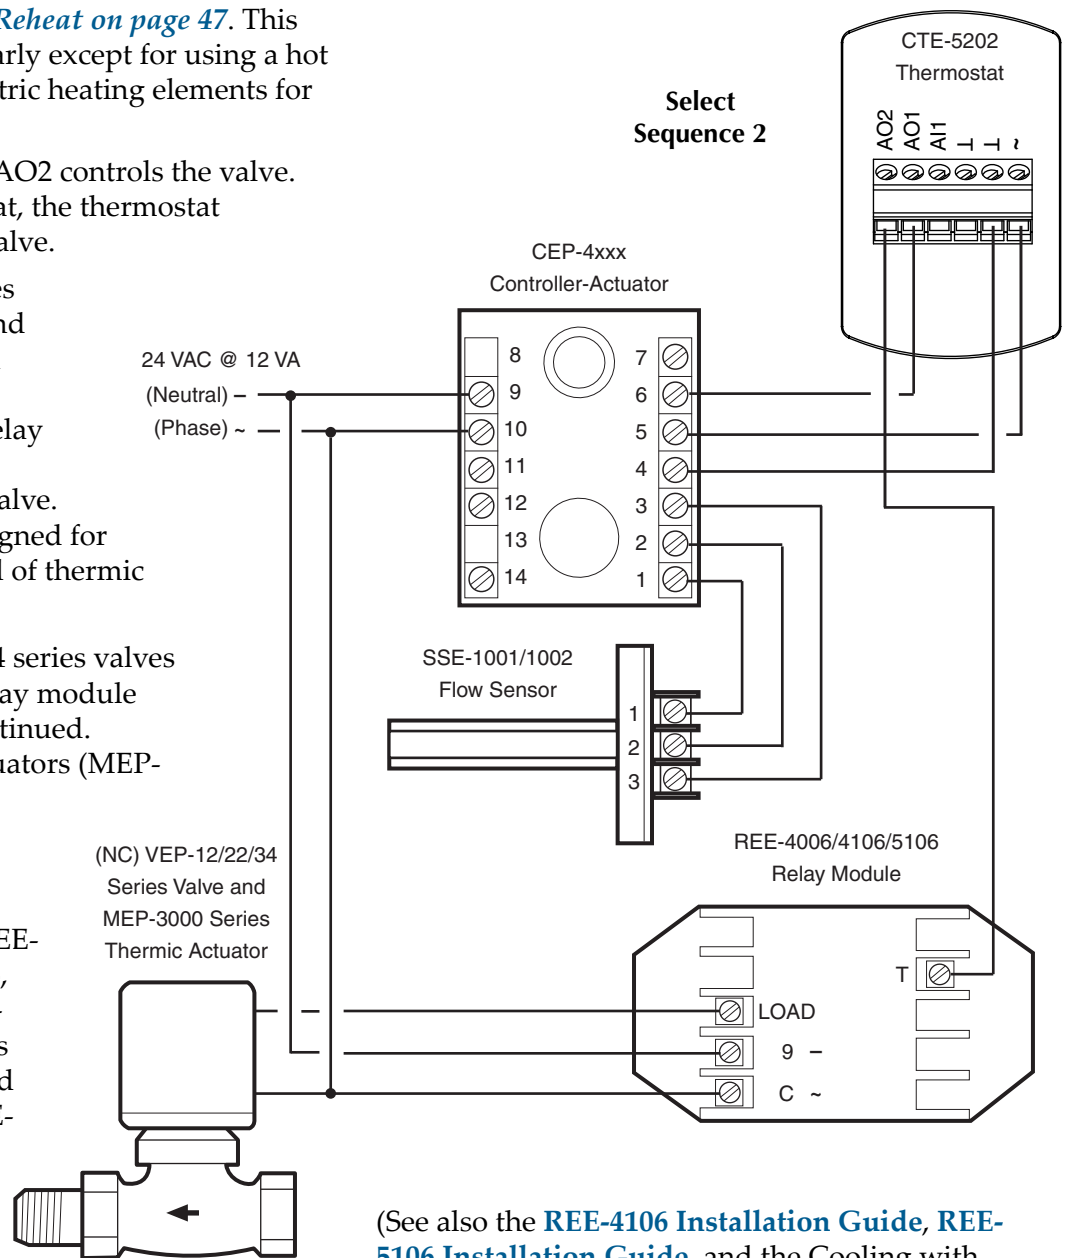 Reheat on page 47. This
arly except for using a hot
tric heating elements for
AO2 controls the valve.
at, the thermostat
alve.
es
nd
elay
alve.
gned for
l of thermic
4 series valves
ay module
tinued.
uators (MEP-
EE-
,
-
s
d
E-
Select
Sequence 2
CTE-5202
Thermostat
AO2
AO1
AI1
⊥
⊥
~
CEP-4xxx
Controller-Actuator
24 VAC @ 12 VA
(Neutral) –
(Phase) ~
8
9
10
11
12
13
14
7
6
5
4
3
2
1
SSE-1001/1002
Flow Sensor
1
2
3
(NC) VEP-12/22/34
Series Valve and
MEP-3000 Series
Thermic Actuator
REE-4006/4106/5106
Relay Module
T
LOAD
9 –
C ~
(See also the REE-4106 Installation Guide, REE-
5106 Installation Guide, and the Cooling with